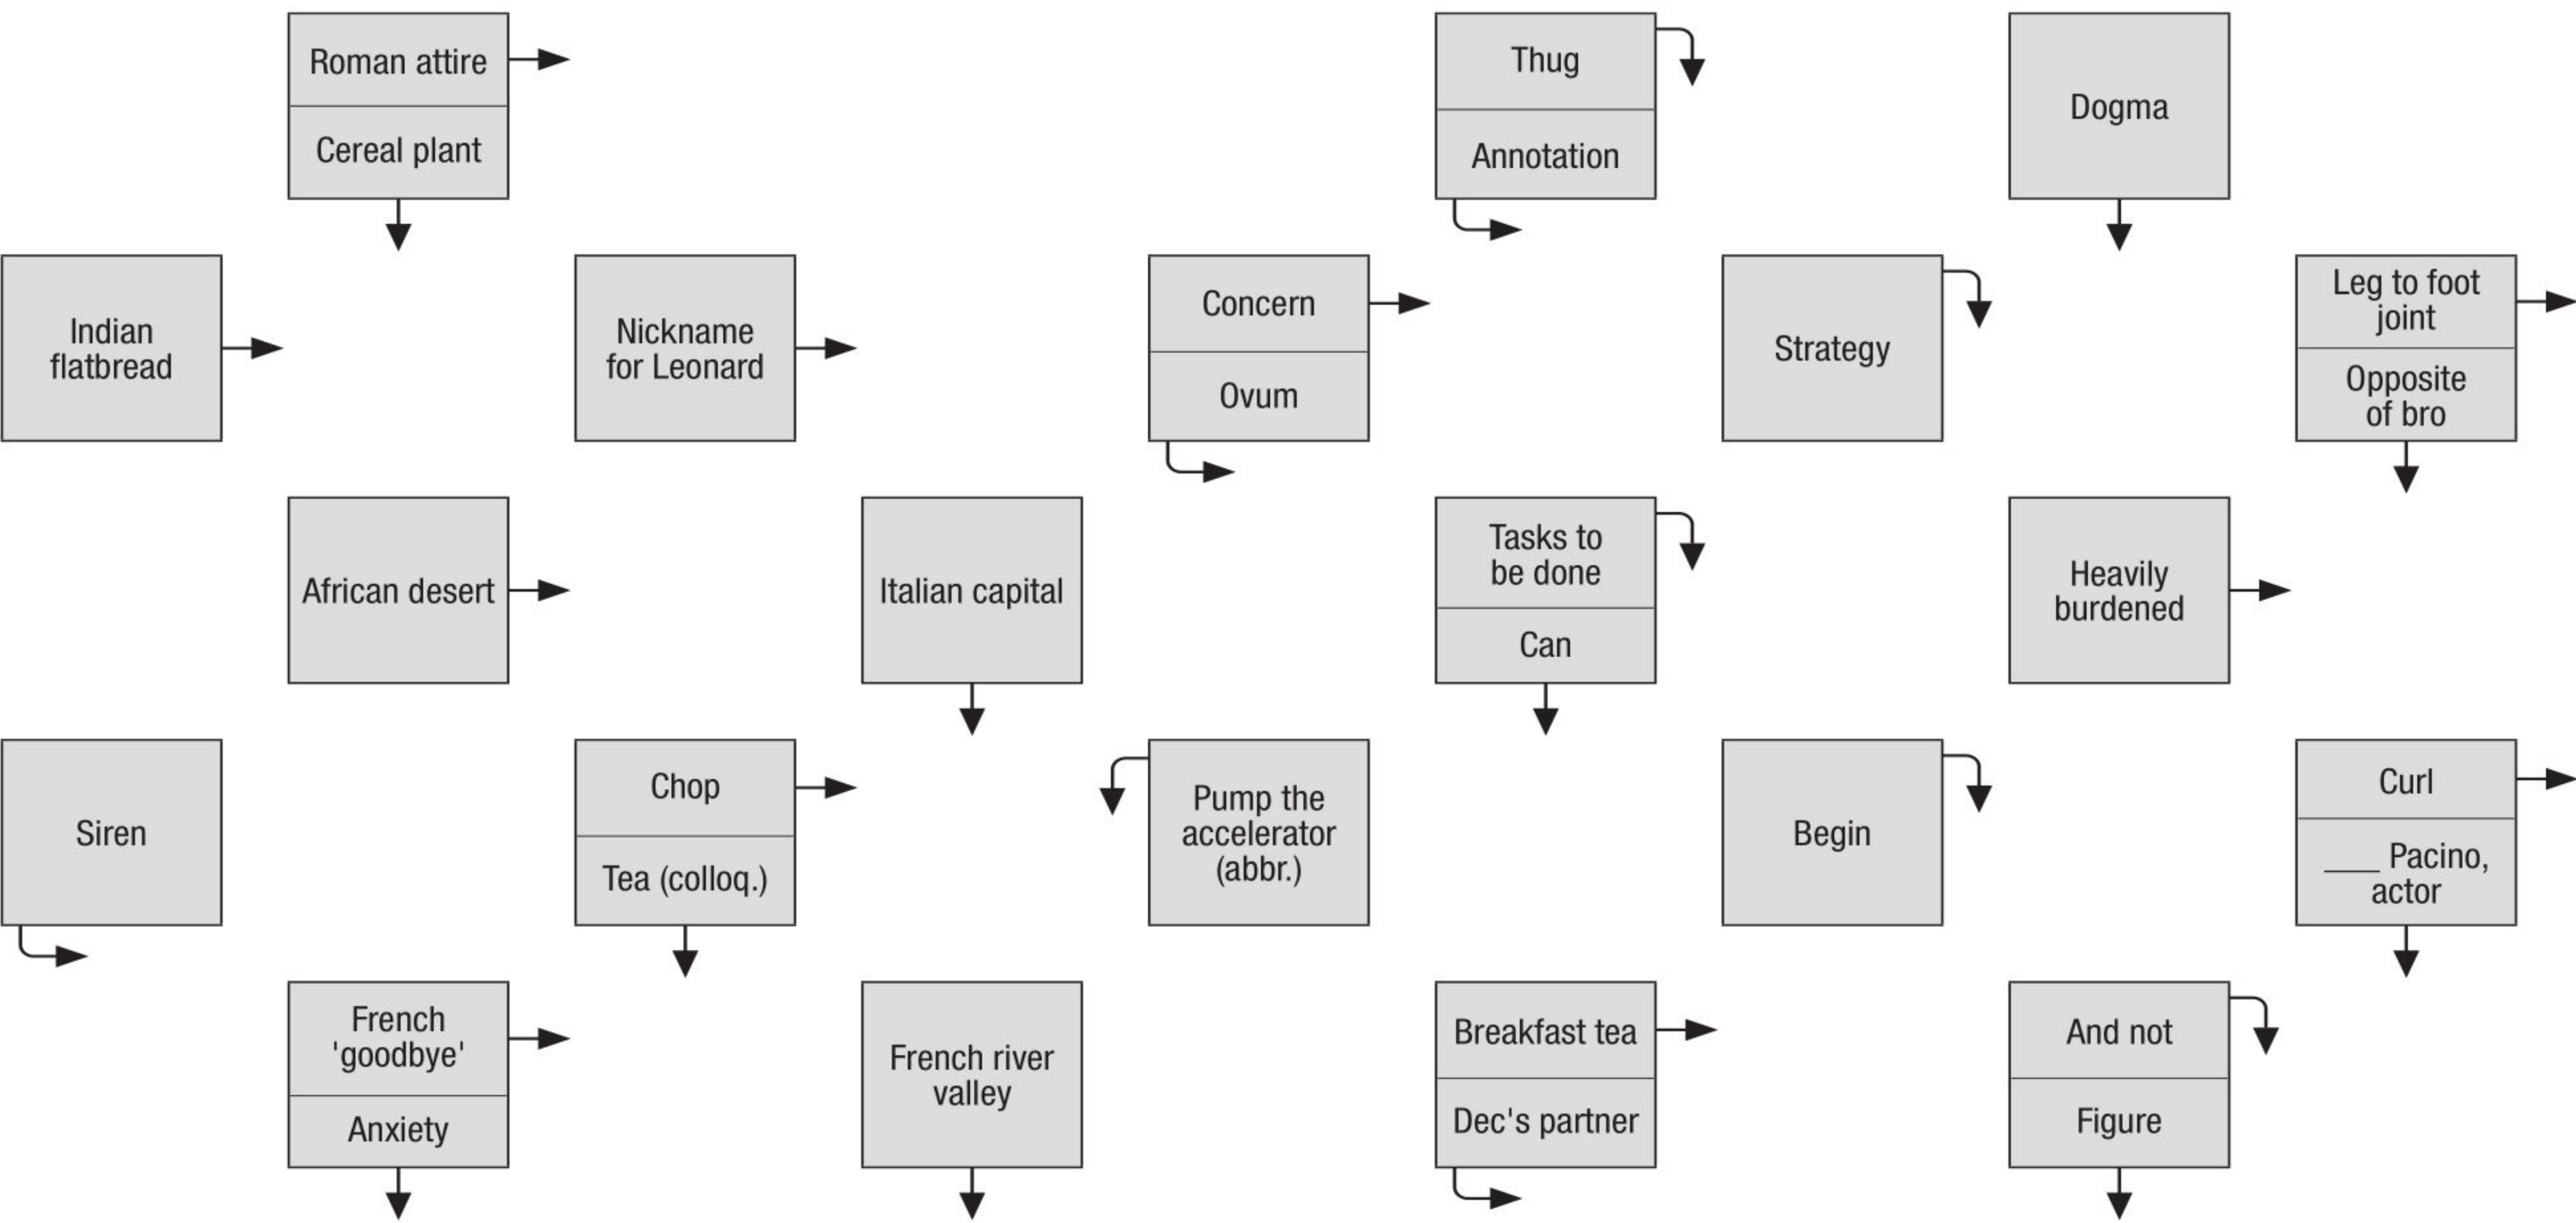 Roman attire
Cereal plant
Thug
Annotation
Dogma
Indian
flatbread
Nickname
for Leonard
Concern
Ovum
Strategy
Leg to foot
joint
Opposite
of bro
African desert
Italian capital
Tasks to
be done
Can
Heavily
burdened
Siren
Chop
Tea (colloq.)
Pump the
accelerator
(abbr.)
Begin
Curl
___ Pacino,
actor
French
'goodbye'
Anxiety
French river
valley
Breakfast tea
Dec's partner
And not
Figure